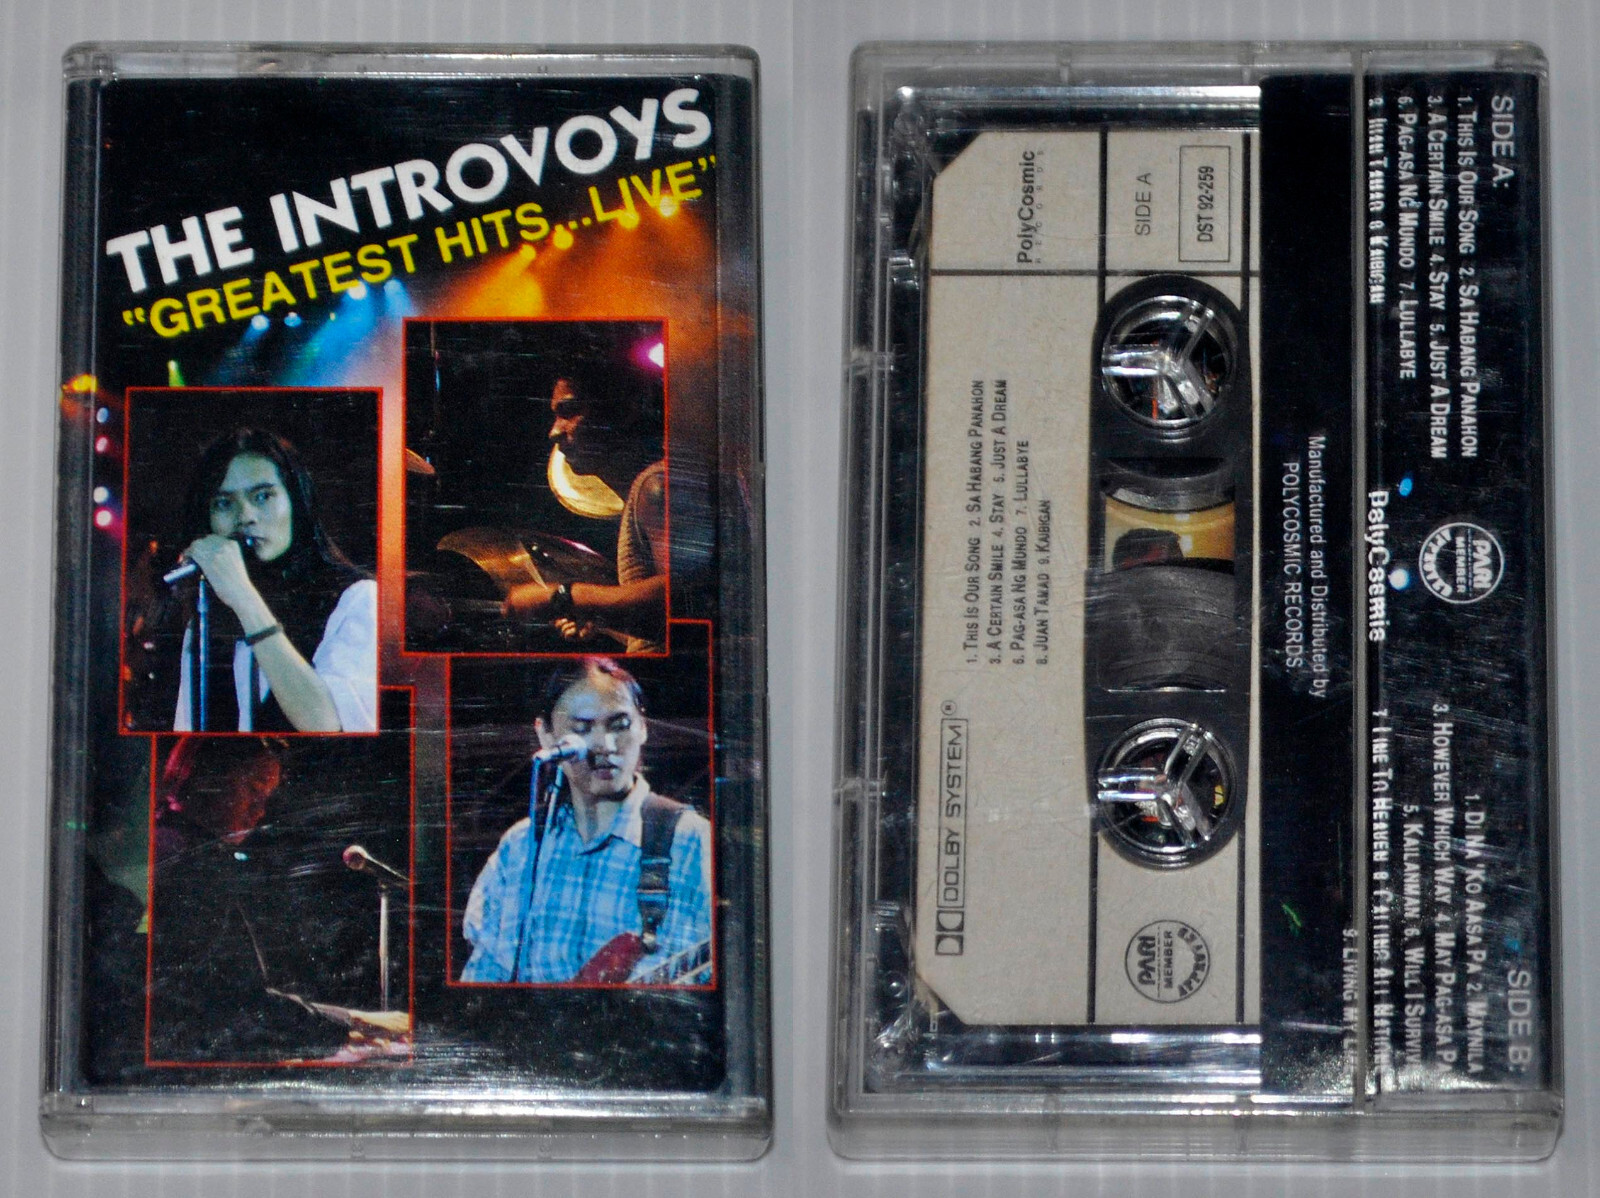 THE INTROVOYS
"GREATEST HITS...LIVE"
PolyCosmic
RECORDS
SIDE A
DST 92-259
1. THIS IS OUR SONG 2. SA HABANG PANAHON
3. A CERTAIN SMILE 4. STAY 5. JUST A DREAM
6. PAG-ASA NG MUNDO 7. LULLABYE
8. JUAN TAMAD 9. KAIBIGAN
DOLBY SYSTEM®
PARI
MEMBER
Manufactured and Distributed by
POLYCOSMIC RECORDS
SIDE A:
1. THIS IS OUR SONG 2. SA HABANG PANAHON
3. A CERTAIN SMILE 4. STAY 5. JUST A DREAM
6. PAG-ASA NG MUNDO 7. LULLABYE
8. JUAN TAMAD 9. KAIBIGAN
PARI
MEMBER
PolyCosmic
SIDE B:
1. DI NA 'KO AASA PA 2. MAYNILA
3. HOWEVER WHICH WAY 4. MAY PAG-ASA PA
5. KAILANMAN 6. WILL I
7. LINE TO HEAVEN 8.
9. LIVING MY